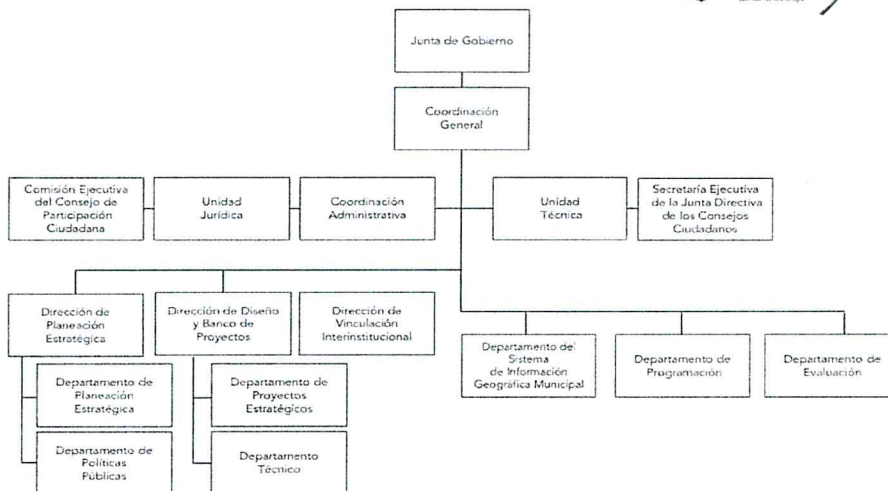 Junta de Gobierno
Coordinación
General
Comisión Ejecutiva
del Consejo de
Participación
Ciudadana
Unidad
Jurídica
Coordinación
Administrativa
Unidad
Técnica
Secretaría Ejecutiva
de la Junta Directiva
de los Consejos
Ciudadanos
Dirección de
Planeación
Estratégica
Dirección de Diseño
y Banco de
Proyectos
Dirección de
Vinculación
Interinstitucional
Departamento del
Sistema
de Información
Geográfica Municipal
Departamento de
Programación
Departamento de
Evaluación
Departamento de
Planeación
Estratégica
Departamento de
Proyectos
Estratégicos
Departamento de
Políticas
Públicas
Departamento
Técnico